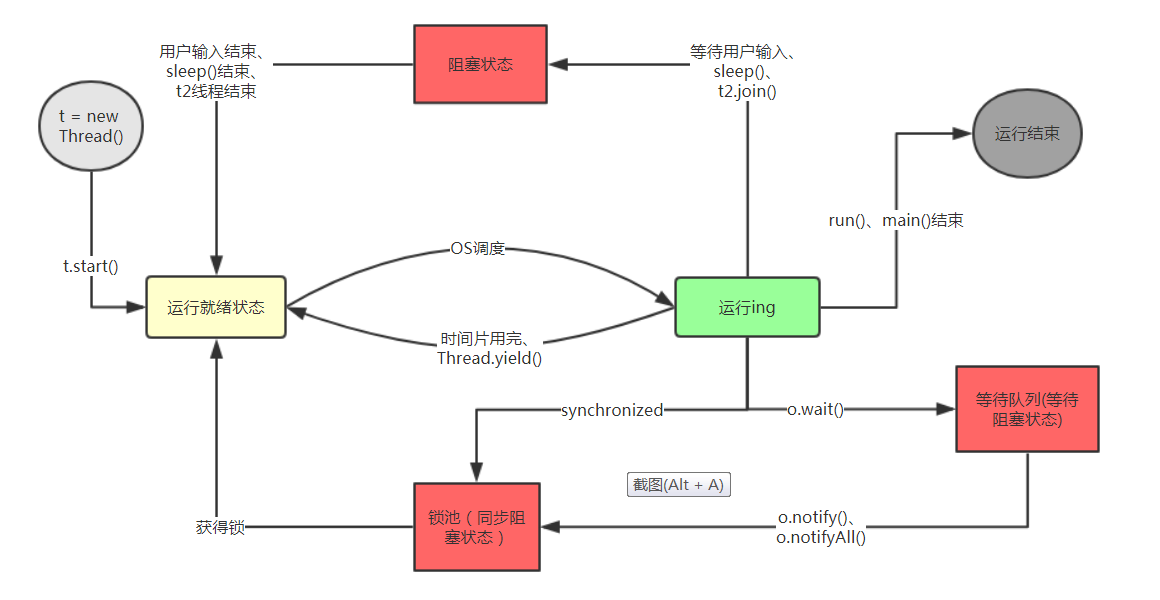 用户输入结束、
sleep()结束、
t2线程结束
阻塞状态
等待用户输入、
sleep()、
t2.join()
t = new
Thread()
运行结束
run()、main()结束
t.start()
OS调度
运行就绪状态
运行ing
时间片用完、
Thread.yield()
synchronized
o.wait()
等待队列(等待
阻塞状态)
截图(Alt + A)
锁池（同步阻
塞状态）
获得锁
o.notify()、
o.notifyAll()